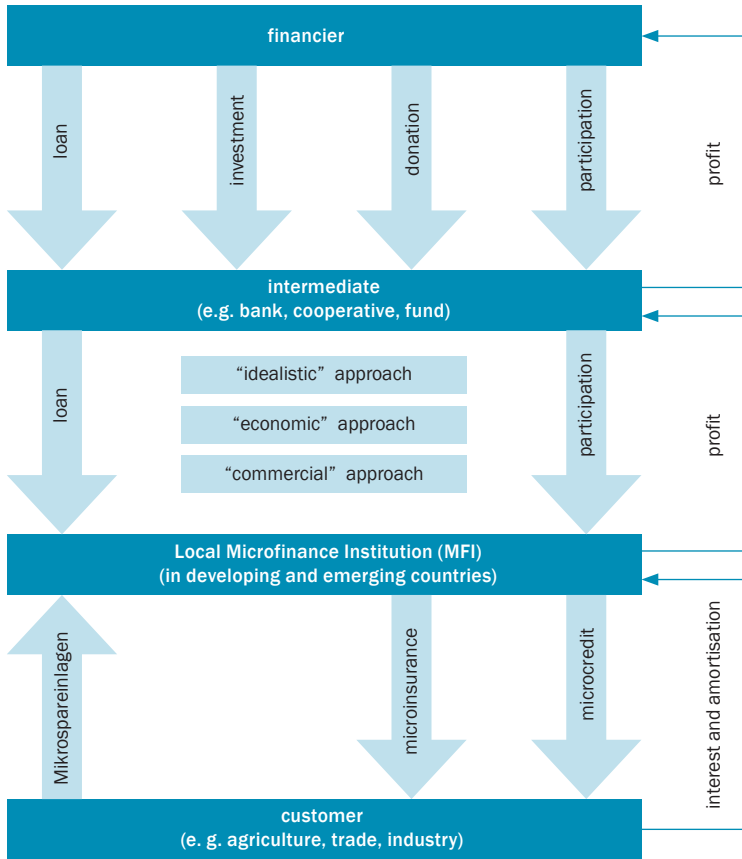 financier
loan
investment
donation
participation
profit
intermediate
(e.g. bank, cooperative, fund)
loan
“idealistic” approach
“economic” approach
“commercial” approach
participation
profit
Local Microfinance Institution (MFI)
(in developing and emerging countries)
Mikrospareinlagen
microinsurance
microcredit
interest and amortisation
customer
(e. g. agriculture, trade, industry)